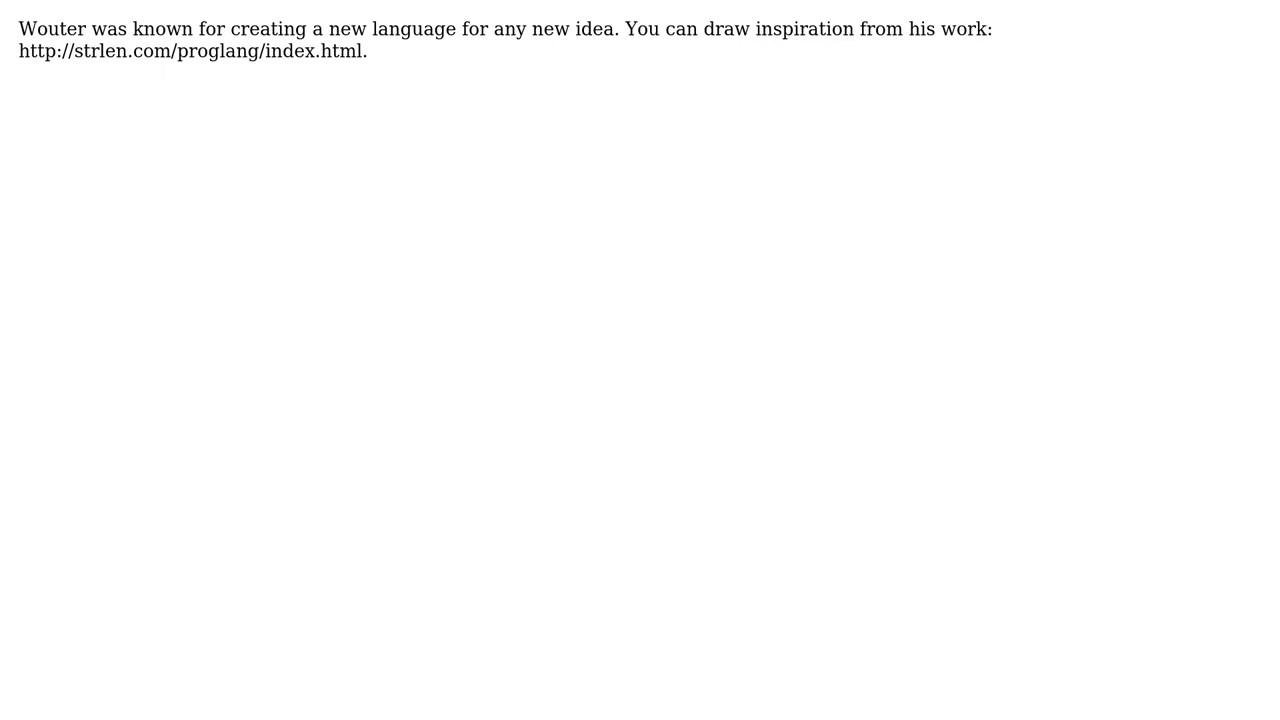 Wouter was known for creating a new language for any new idea. You can draw inspiration from his work:
http://strlen.com/proglang/index.html.